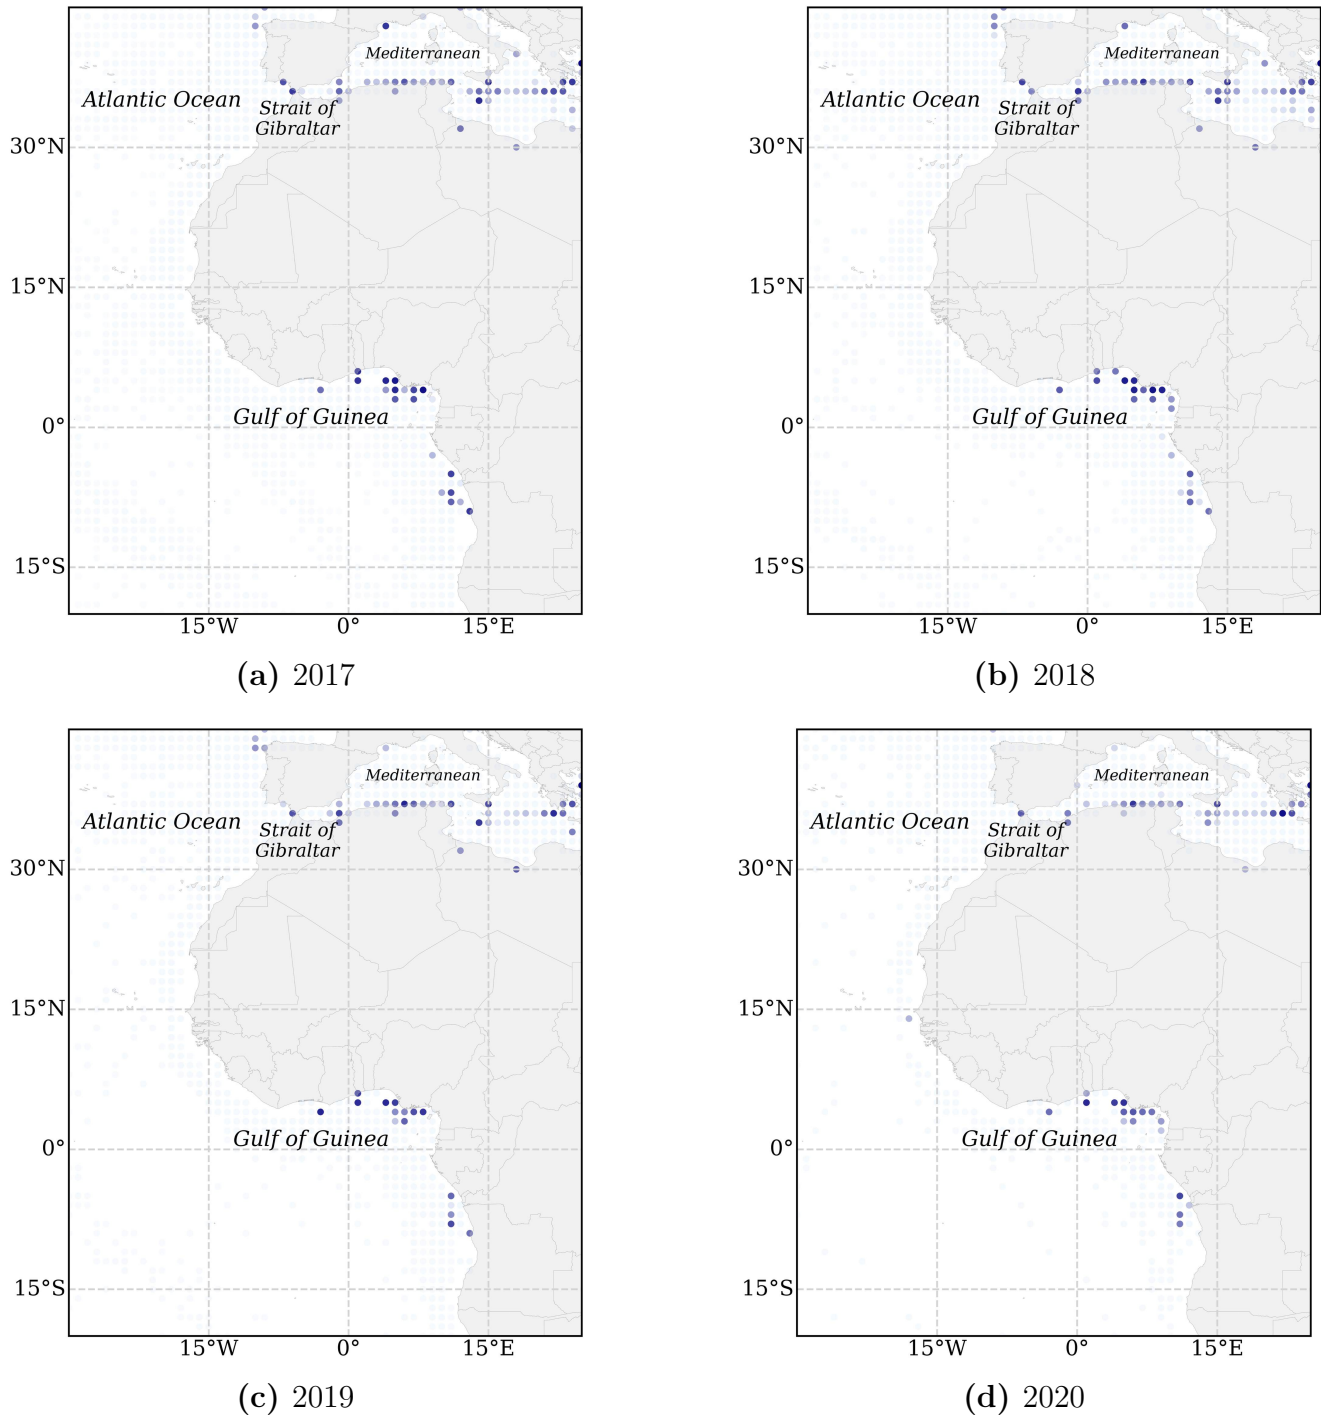 Mediterranean
Atlantic Ocean
Strait of
Gibraltar
30°N
15°N
Gulf of Guinea
0°
15°S
15°W 0° 15°E
(a) 2017
Mediterranean
Atlantic Ocean
Strait of
Gibraltar
30°N
15°N
Gulf of Guinea
0°
15°S
15°W 0° 15°E
(b) 2018
Mediterranean
Atlantic Ocean
Strait of
Gibraltar
30°N
15°N
Gulf of Guinea
0°
15°S
15°W 0° 15°E
(c) 2019
Mediterranean
Atlantic Ocean
Strait of
Gibraltar
30°N
15°N
Gulf of Guinea
0°
15°S
15°W 0° 15°E
(d) 2020